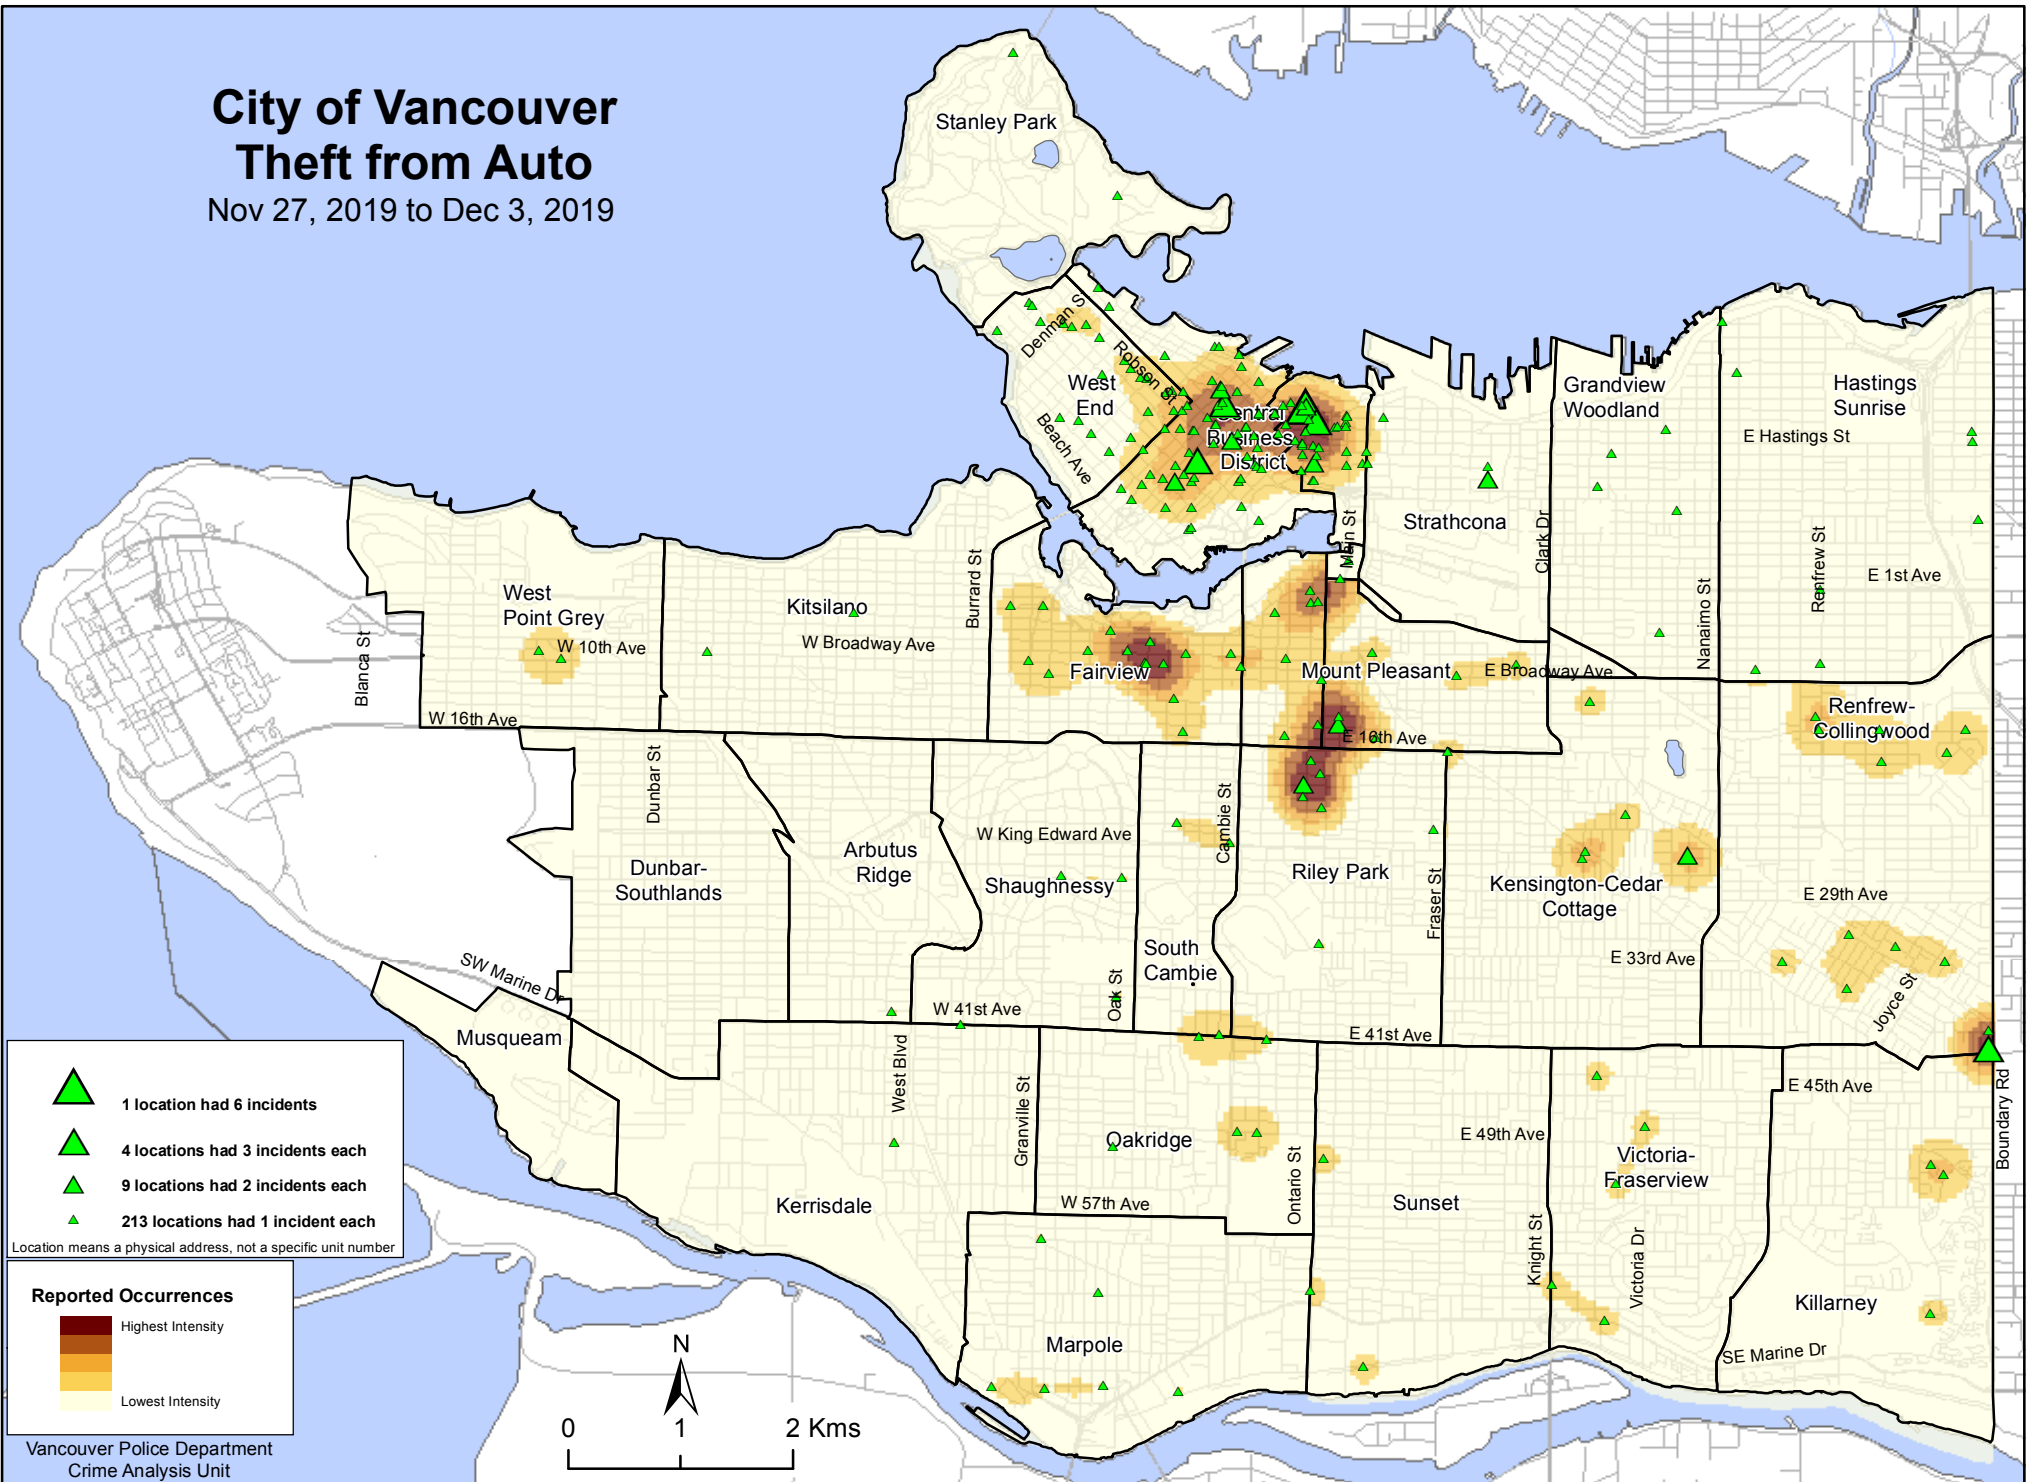 City of Vancouver
Theft from Auto
Nov 27, 2019 to Dec 3, 2019
Stanley Park
Denman S
Robson St
West
End
Beach Ave
Central
Business
District
Main St
Strathcona
Clark Dr
Grandview
Woodland
Hastings
Sunrise
E Hastings St
Nanaimo St
Renfrew St
E 1st Ave
West
Point Grey
W 10th Ave
Blanca St
W 16th Ave
Kitsilano
W Broadway Ave
Burrard St
Fairview
Mount Pleasant
E Broadway Ave
E 16th Ave
Renfrew-
Collingwood
Dunbar St
Dunbar-
Southlands
Arbutus
Ridge
W King Edward Ave
Shaughnessy
Cambie St
South
Cambie
Oak St
Riley Park
Fraser St
Kensington-Cedar
Cottage
E 29th Ave
E 33rd Ave
Joyce St
SW Marine Dr
Musqueam
W 41st Ave
E 41st Ave
West Blvd
Granville St
Kerrisdale
Oakridge
W 57th Ave
Ontario St
E 49th Ave
Sunset
Knight St
Victoria-
Fraserview
Victoria Dr
E 45th Ave
Boundary Rd
Killarney
SE Marine Dr
Marpole
1 location had 6 incidents
4 locations had 3 incidents each
9 locations had 2 incidents each
213 locations had 1 incident each
Location means a physical address, not a specific unit number
Reported Occurrences
Highest Intensity
Lowest Intensity
Vancouver Police Department
Crime Analysis Unit
N
0 1 2 Kms